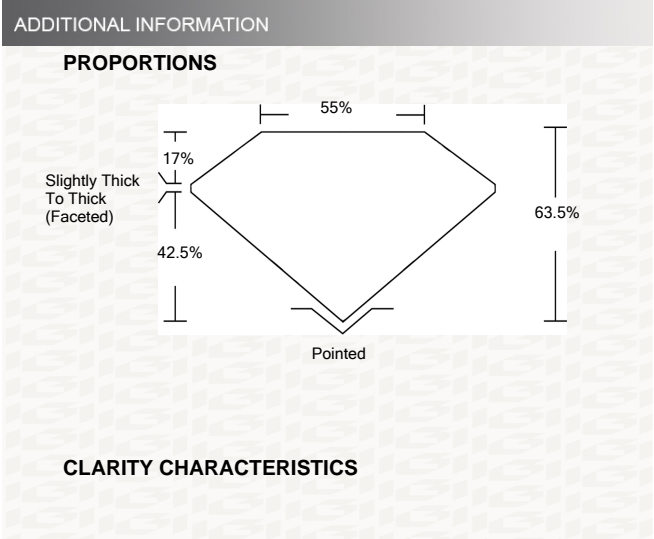 ADDITIONAL INFORMATION
PROPORTIONS
55%
17%
Slightly Thick
To Thick
(Faceted)
63.5%
42.5%
Pointed
CLARITY CHARACTERISTICS